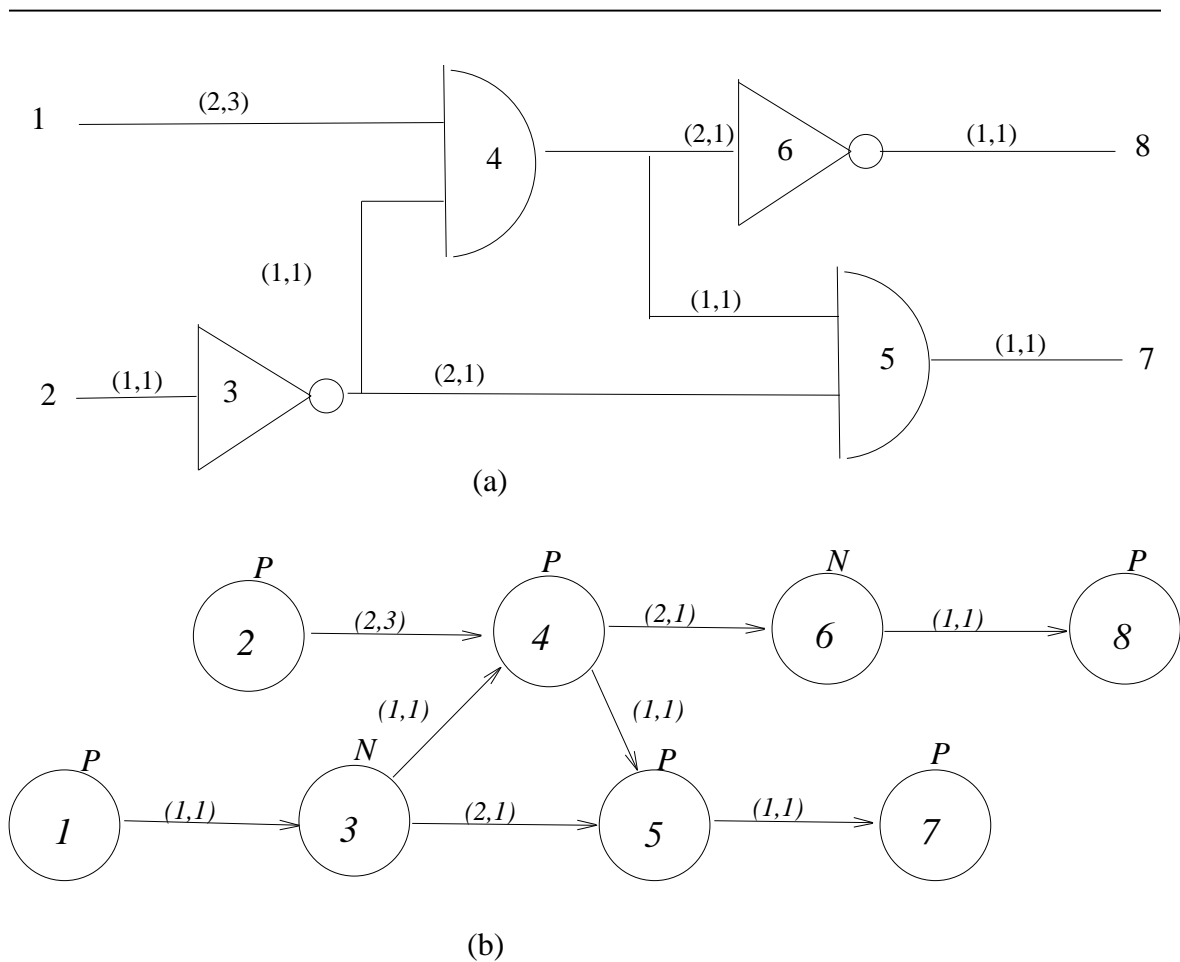 1 (2,3) 4 (2,1) 6 (1,1) 8
(1,1) (1,1)
2 (1,1) 3 (2,1) 5 (1,1) 7
(a)
P P N P
2 (2,3) 4 (2,1) 6 (1,1) 8
(1,1) (1,1)
P N P P
1 (1,1) 3 (2,1) 5 (1,1) 7
(b)